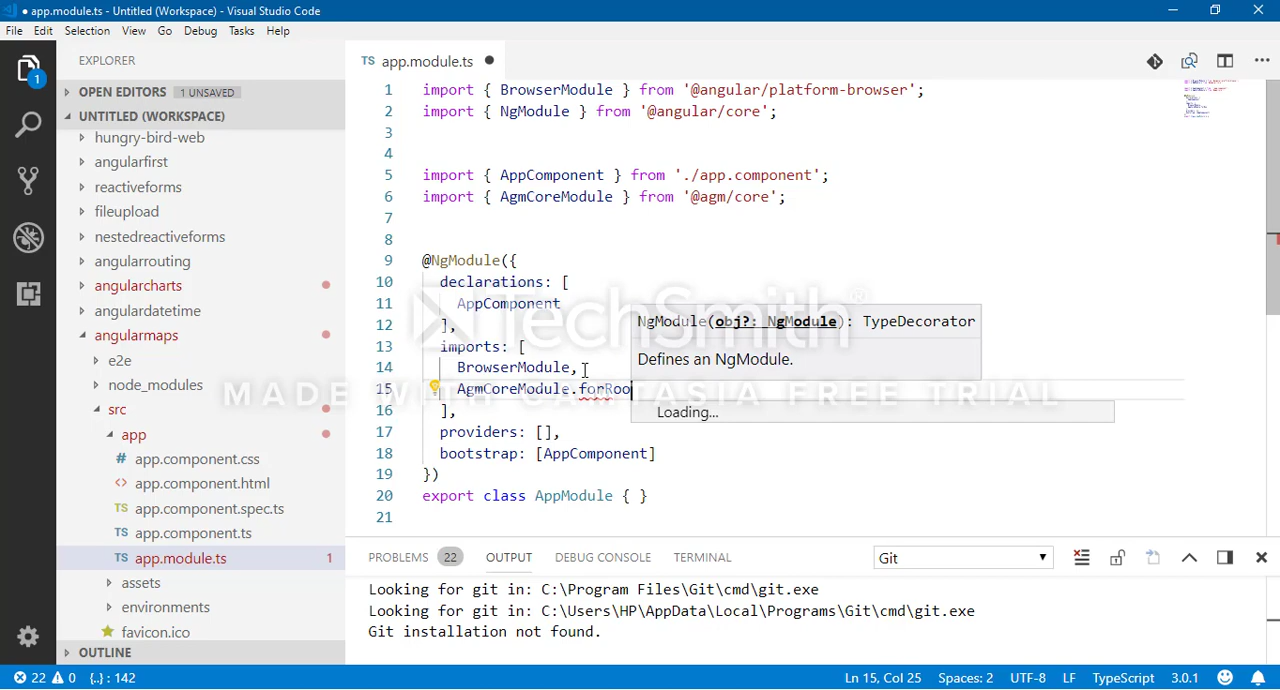 app.module.ts - Untitled (Workspace) - Visual Studio Code
File Edit Selection View Go Debug Tasks Help
EXPLORER
OPEN EDITORS 1 UNSAVED
UNTITLED (WORKSPACE)
hungry-bird-web
angularfirst
reactiveforms
fileupload
nestedreactiveforms
angularrouting
angularcharts
angulardatetime
angularmaps
e2e
node_modules
src
app
app.component.css
app.component.html
TS app.component.spec.ts
TS app.component.ts
TS app.module.ts 1
assets
environments
favicon.ico
OUTLINE
1
TS app.module.ts
1 import { BrowserModule } from '@angular/platform-browser';
2 import { NgModule } from '@angular/core';
3
4
5 import { AppComponent } from './app.component';
6 import { AgmCoreModule } from '@agm/core';
7
8
9 @NgModule({
10 declarations: [
11 AppComponent
12 ],
13 imports: [
14 BrowserModule,
15 AgmCoreModule.forRoo
16 ],
17 providers: [],
18 bootstrap: [AppComponent]
19 })
20 export class AppModule { }
21
NgModule(obj?: NgModule): TypeDecorator
Defines an NgModule.
Loading...
TechSmith®
MADE WITH CAMTASIA FREE TRIAL
PROBLEMS 22 OUTPUT DEBUG CONSOLE TERMINAL Git
Looking for git in: C:\Program Files\Git\cmd\git.exe
Looking for git in: C:\Users\HP\AppData\Local\Programs\Git\cmd\git.exe
Git installation not found.
22 0 {..} : 142 Ln 15, Col 25 Spaces: 2 UTF-8 LF TypeScript 3.0.1